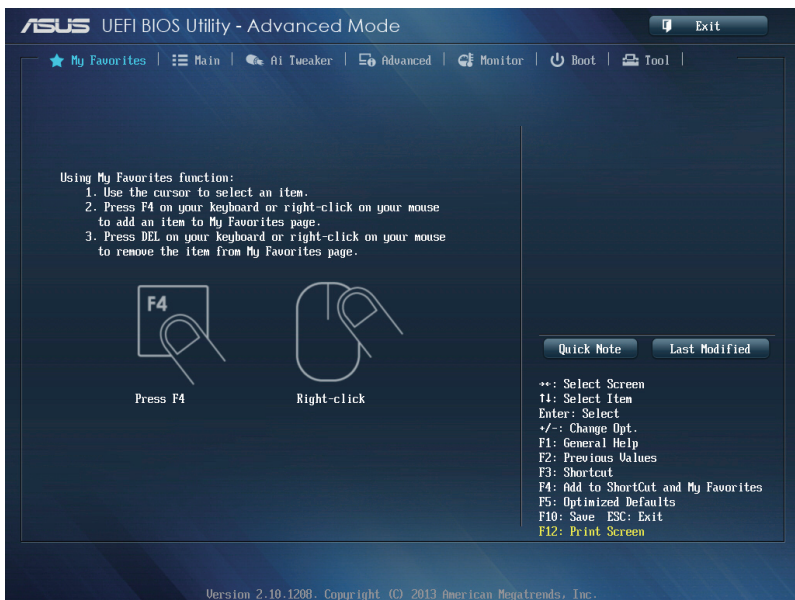 ASUS UEFI BIOS Utility - Advanced Mode
Exit
My Favorites | Main | Ai Tweaker | Advanced | Monitor | Boot | Tool |
Using My Favorites function:
1. Use the cursor to select an item.
2. Press F4 on your keyboard or right-click on your mouse
to add an item to My Favorites page.
3. Press DEL on your keyboard or right-click on your mouse
to remove the item from My Favorites page.
F4
Press F4
Right-click
Quick Note
Last Modified
→←: Select Screen
↑↓: Select Item
Enter: Select
+/-: Change Opt.
F1: General Help
F2: Previous Values
F3: Shortcut
F4: Add to ShortCut and My Favorites
F5: Optimized Defaults
F10: Save ESC: Exit
F12: Print Screen
Version 2.10.1208. Copyright (C) 2013 American Megatrends, Inc.